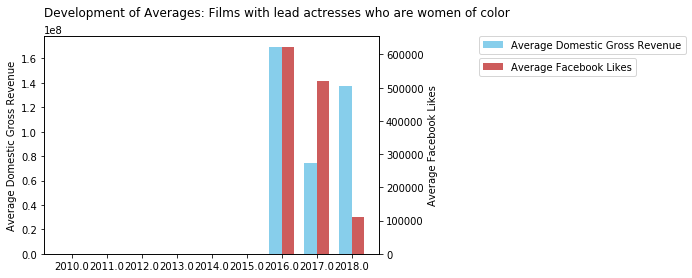 Development of Averages: Films with lead actresses who are women of color
1e8
Average Domestic Gross Revenue
Average Facebook Likes
1.6
1.4
1.2
1.0
0.8
0.6
0.4
0.2
0.0
Average Domestic Gross Revenue
600000
500000
400000
300000
200000
100000
0
Average Facebook Likes
2010.0 2011.0 2012.0 2013.0 2014.0 2015.0 2016.0 2017.0 2018.0